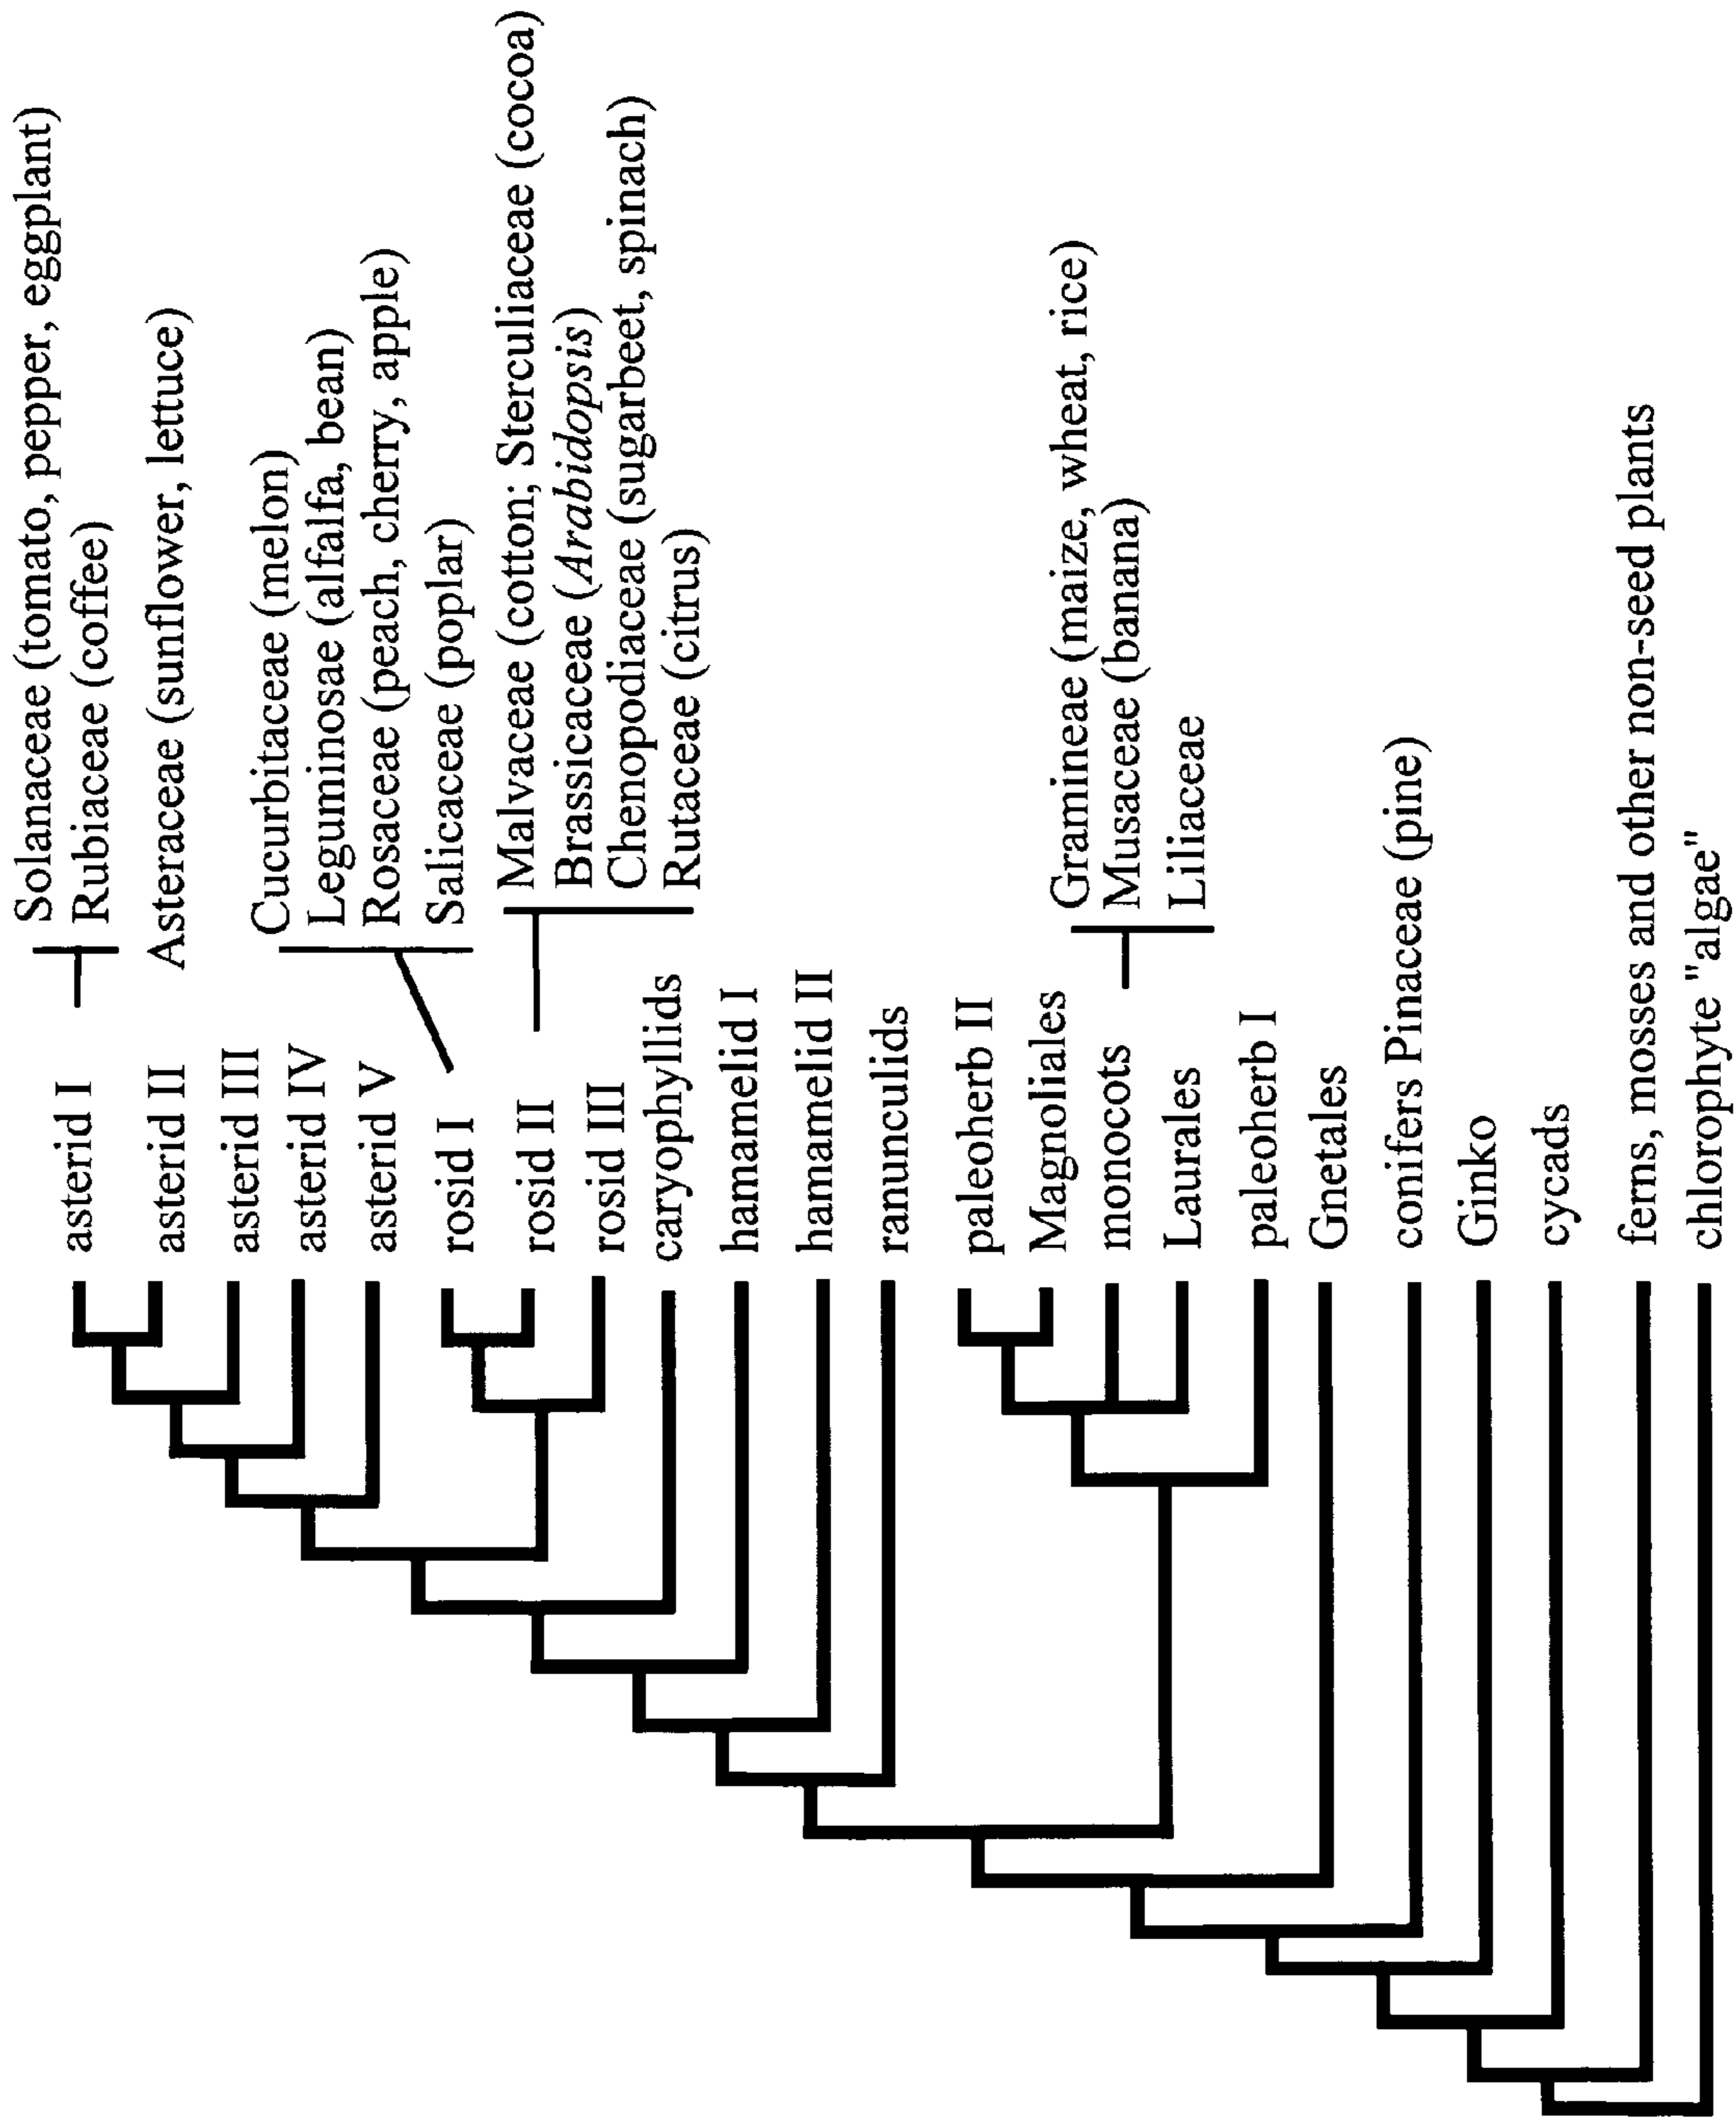 asterid I
Solanaceae (tomato, pepper, eggplant)
Rubiaceae (coffee)
asterid II
Asteraceae (sunflower, lettuce)
asterid III
asterid IV
asterid V
rosid I
Cucurbitaceae (melon)
Leguminosae (alfalfa, bean)
Rosaceae (peach, cherry, apple)
Salicaceae (poplar)
rosid II
Malvaceae (cotton; Sterculiaceae (cocoa)
Brassicaceae (Arabidopsis)
Chenopodiaceae (sugarbeet, spinach)
Rutaceae (citrus)
rosid III
caryophyllids
hamamelid I
hamamelid II
ranunculids
paleoherb II
Magnoliales
monocots
Gramineae (maize, wheat, rice)
Musaceae (banana)
Liliaceae
Laurales
paleoherb I
Gnetales
conifers Pinaceae (pine)
Ginko
cycads
ferns, mosses and other non-seed plants
chlorophyte "algae"